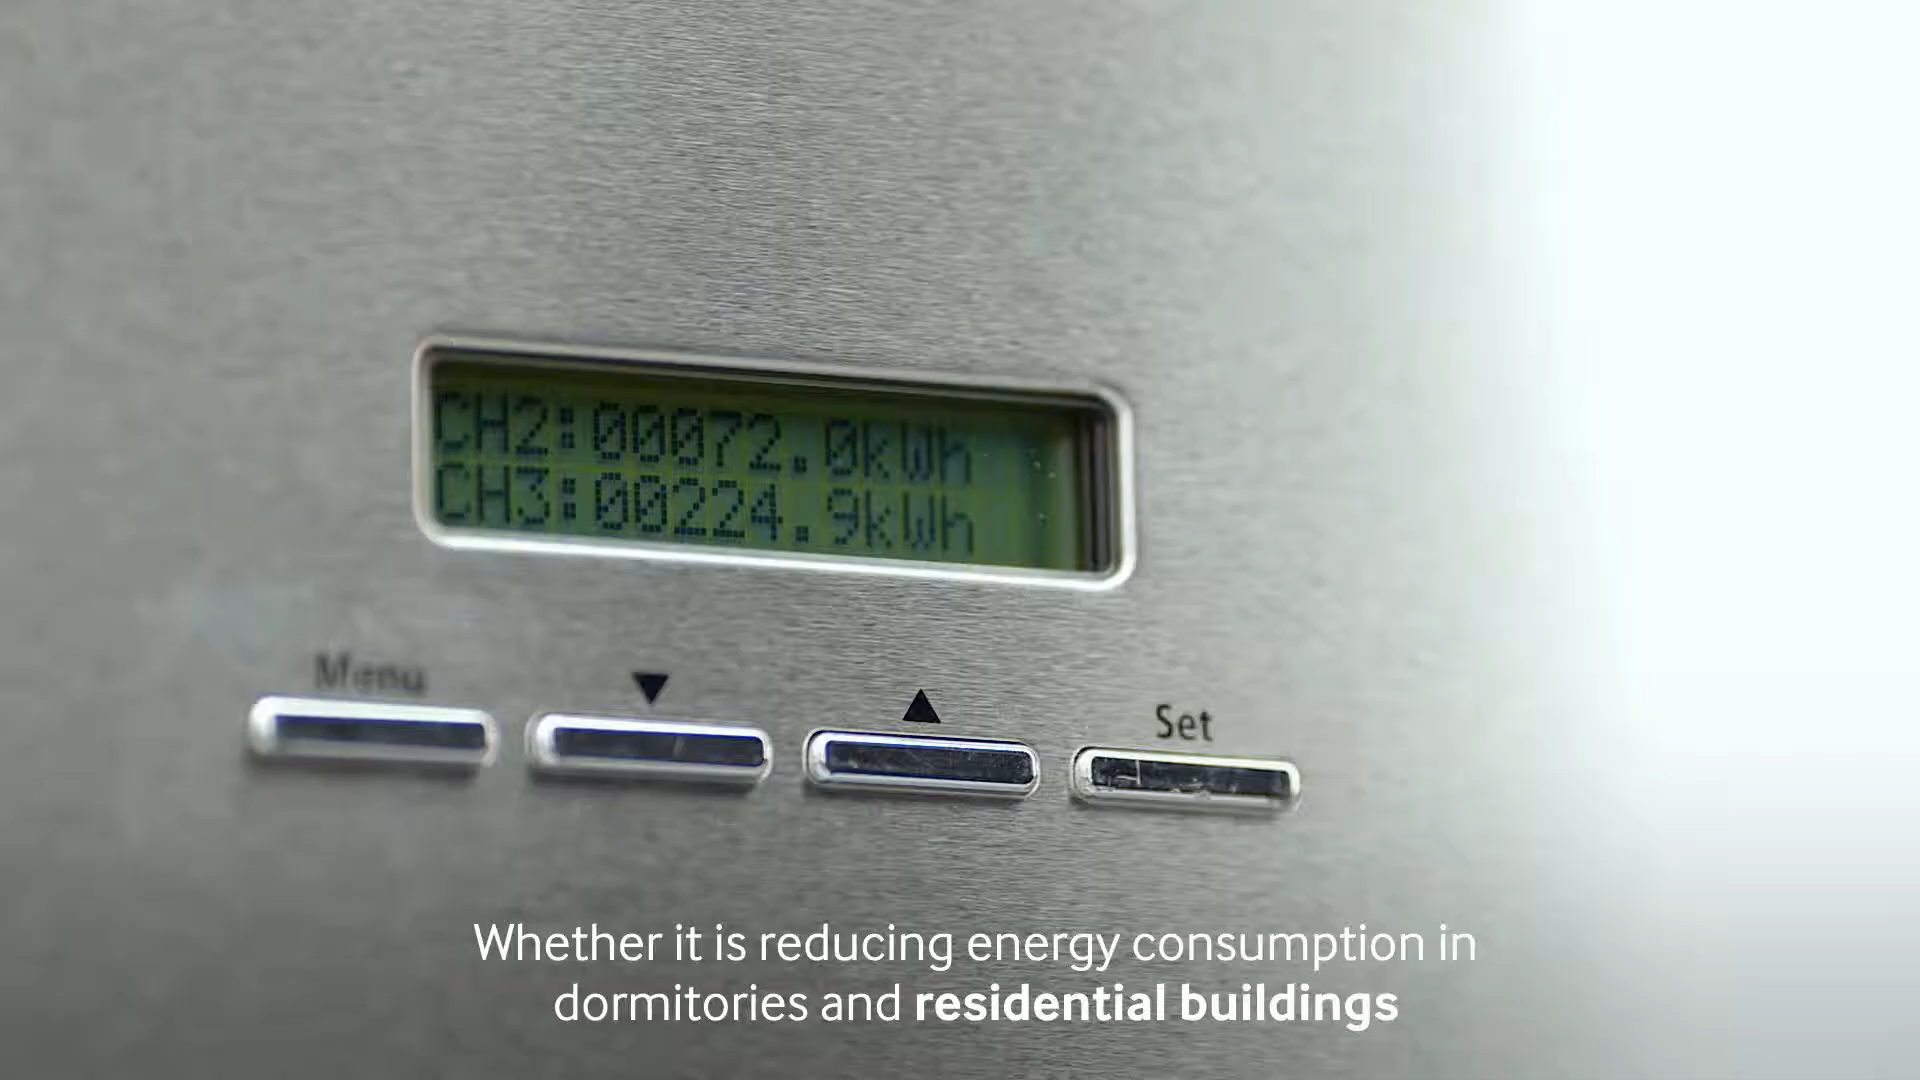 CH2:00072.0kWh
CH3:00224.9kWh
Menu ▼ ▲ Set
Whether it is reducing energy consumption in
dormitories and residential buildings